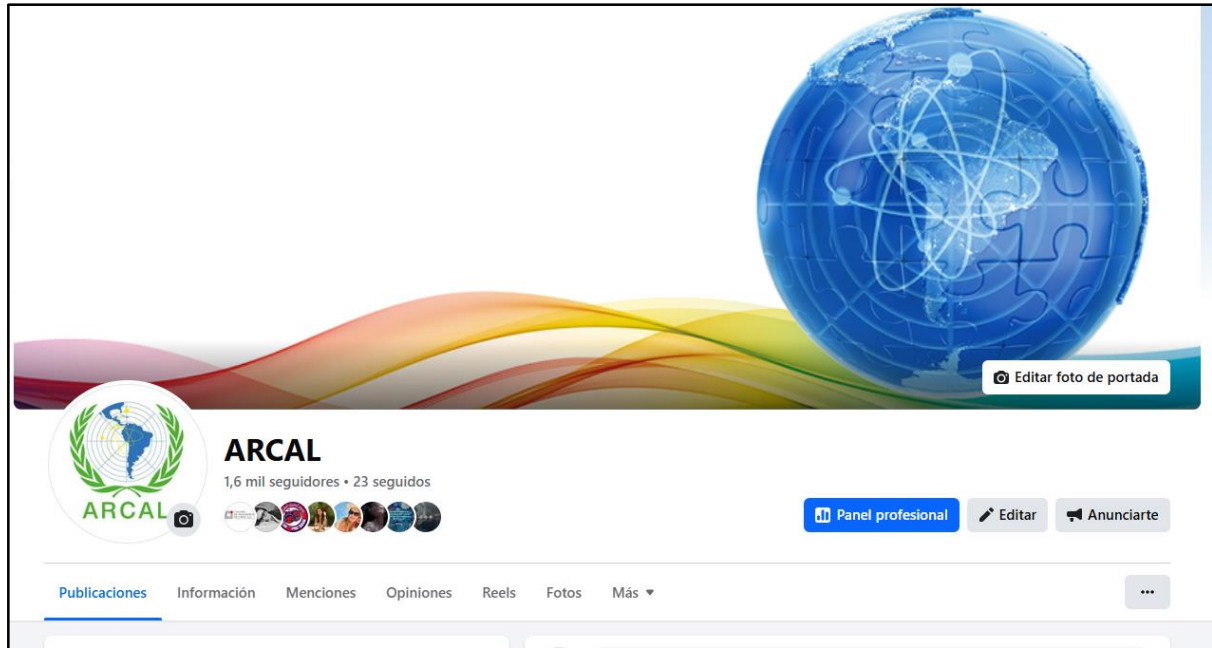 Editar foto de portada
ARCAL
ARCAL
1,6 mil seguidores • 23 seguidos
Panel profesional
Editar
Anunciarte
Publicaciones
Información
Menciones
Opiniones
Reels
Fotos
Más